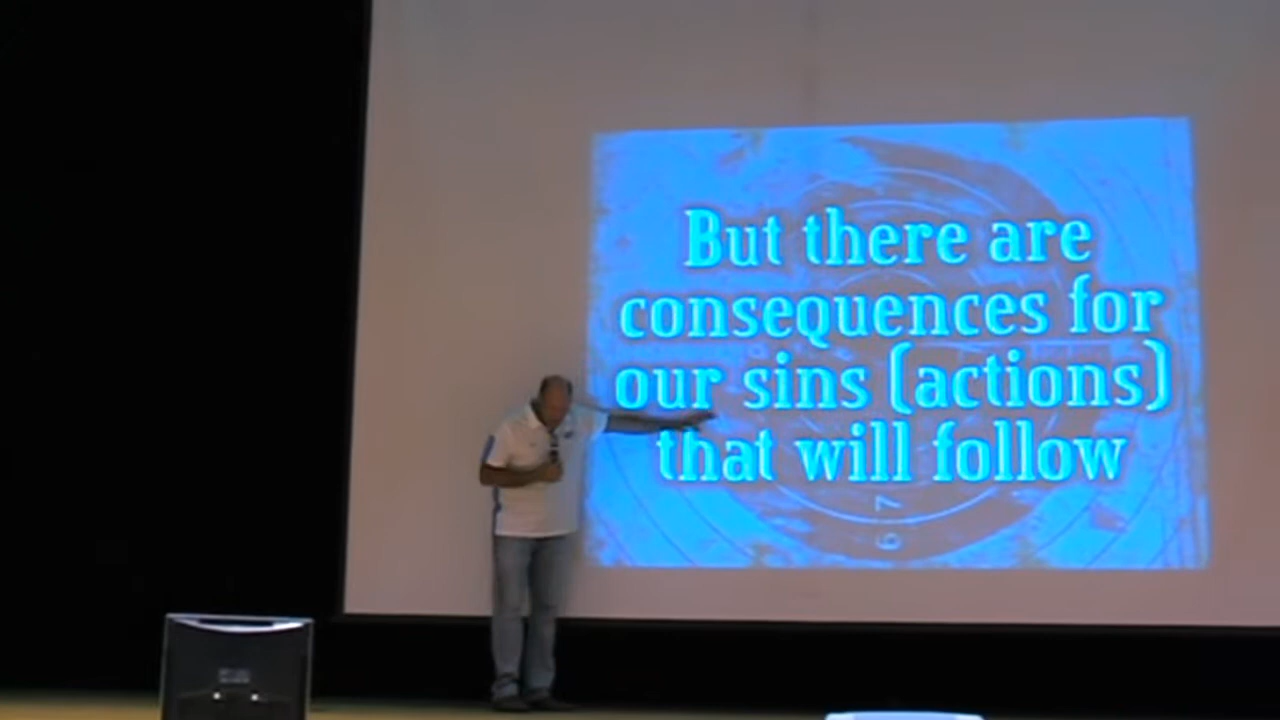 But there are
consequences for
our sins (actions)
that will follow